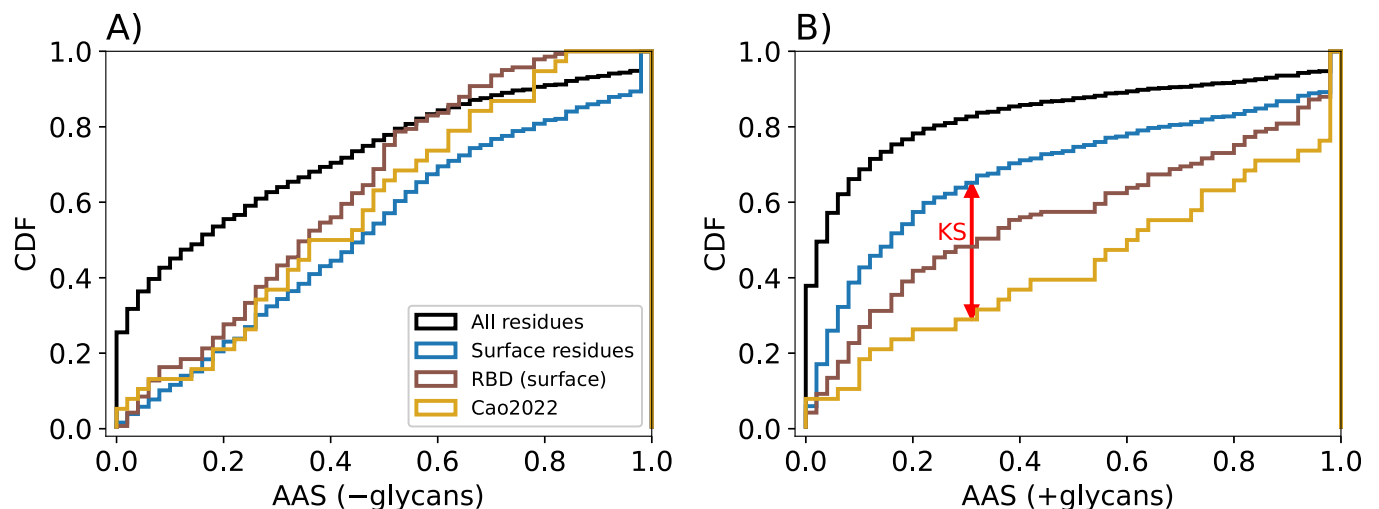 A)
1.0
0.8
0.6
0.4
0.2
0.0
CDF
0.0 0.2 0.4 0.6 0.8 1.0
AAS (−glycans)
All residues
Surface residues
RBD (surface)
Cao2022
B)
1.0
0.8
0.6
0.4
0.2
0.0
CDF
KS
0.0 0.2 0.4 0.6 0.8 1.0
AAS (+glycans)